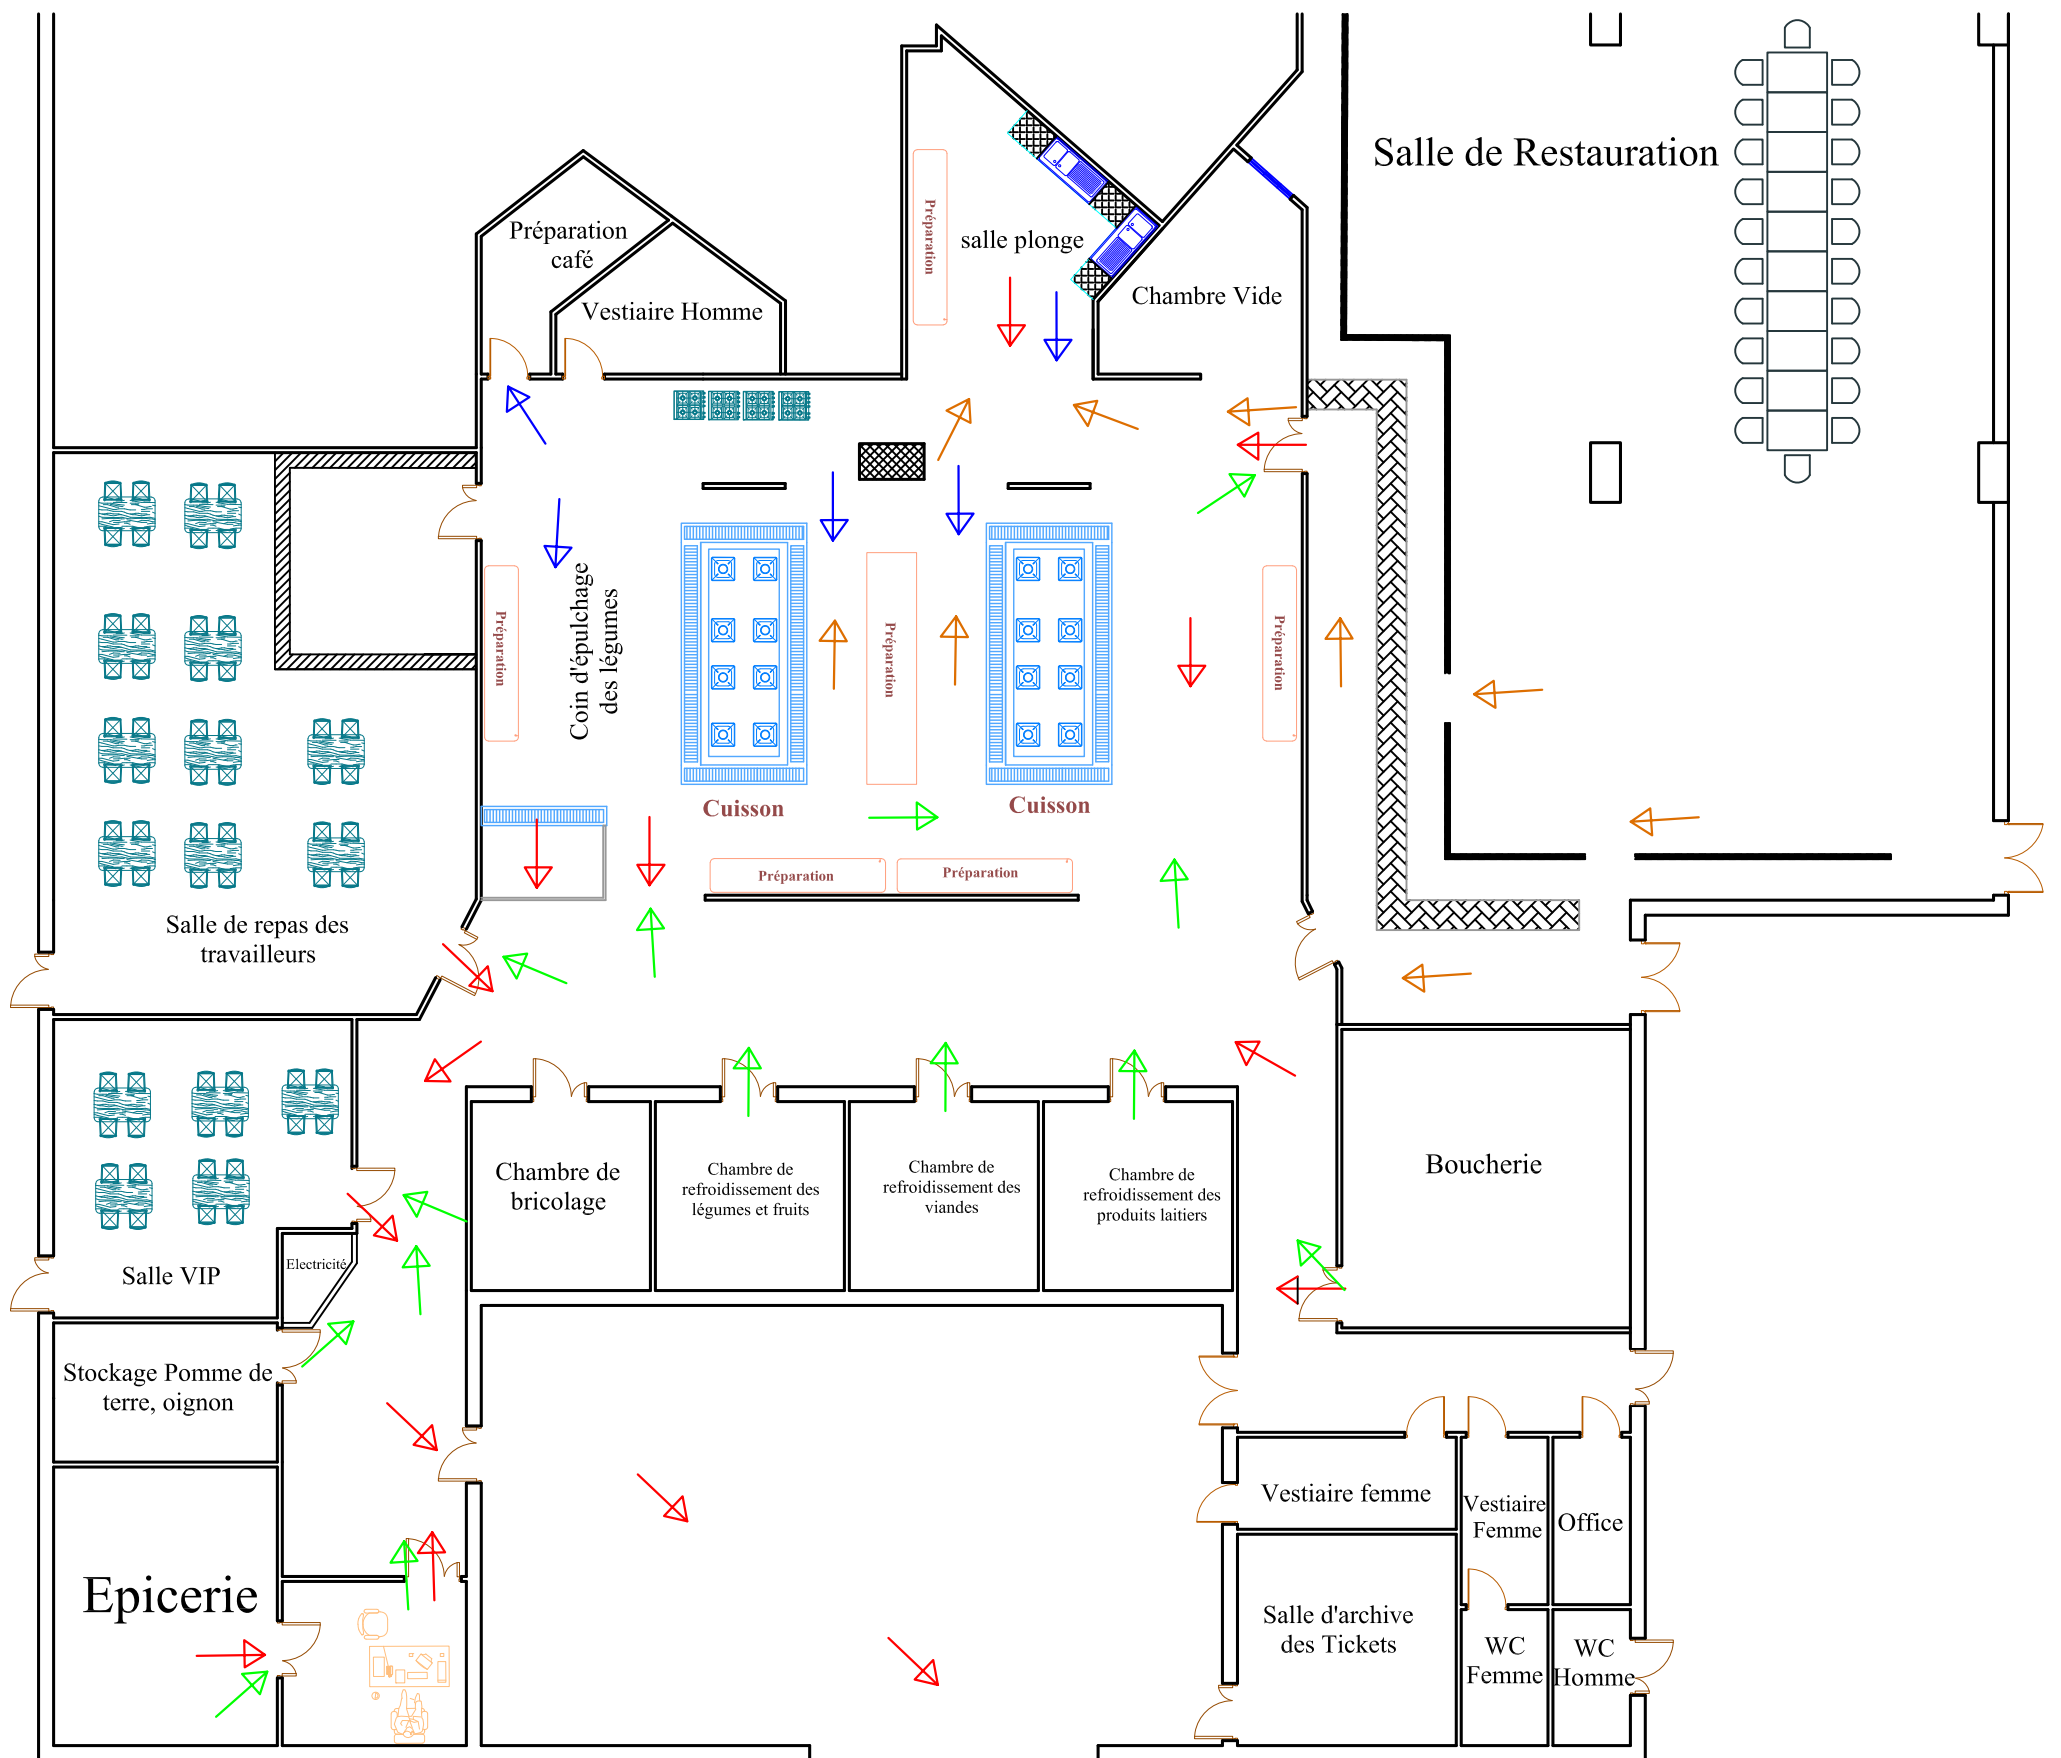 Salle de Restauration
Préparation
café
Vestiaire Homme
Préparation
salle plonge
Chambre Vide
Préparation
Coin d'épulchage
des légumes
Préparation
Préparation
Cuisson
Cuisson
Préparation
Préparation
Salle de repas des
travailleurs
Chambre de
bricolage
Chambre de
refroidissement des
légumes et fruits
Chambre de
refroidissement des
viandes
Chambre de
refroidissement des
produits laitiers
Boucherie
Salle VIP
Electricité
Stockage Pomme de
terre, oignon
Vestiaire femme
Vestiaire
Femme
Office
Epicerie
Salle d'archive
des Tickets
WC
Femme
WC
Homme